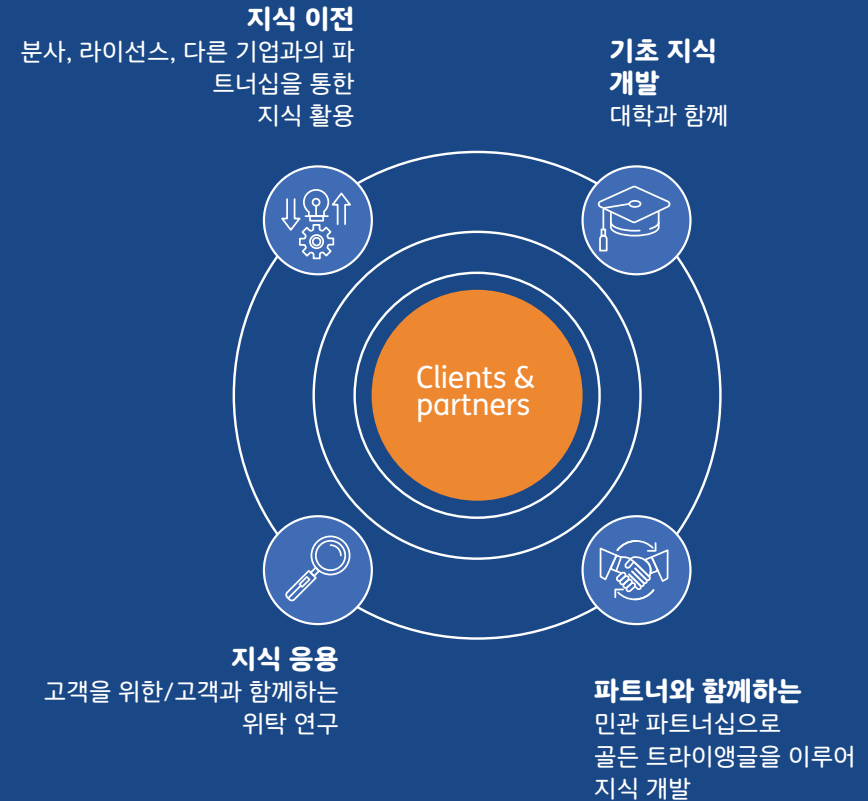 지식 이전
분사, 라이선스, 다른 기업과의 파
트너십을 통한
지식 활용
기초 지식
개발
대학과 함께
Clients &
partners
지식 응용
고객을 위한/고객과 함께하는
위탁 연구
파트너와 함께하는
민관 파트너십으로
골든 트라이앵글을 이루어
지식 개발